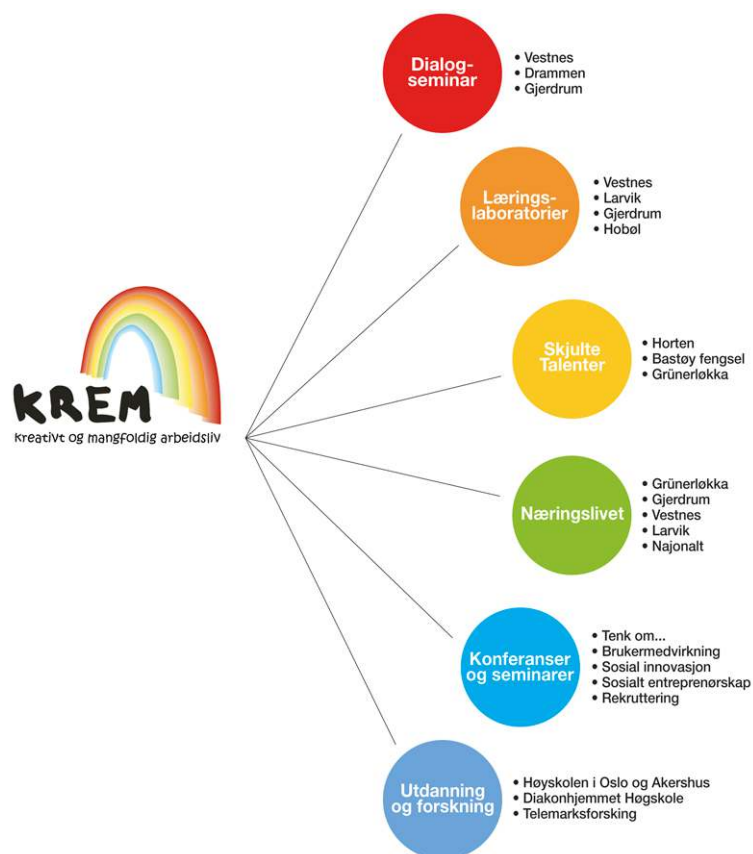 Dialog-
seminar
• Vestnes
• Drammen
• Gjerdrum
Lærings-
laboratorier
• Vestnes
• Larvik
• Gjerdrum
• Hobøl
KREM
kreativt og mangfoldig arbeidsliv
Skjulte
Talenter
• Horten
• Bastøy fengsel
• Grünerløkka
Næringslivet
• Grünerløkka
• Gjerdrum
• Vestnes
• Larvik
• Najonalt
Konferanser
og seminarer
• Tenk om...
• Brukermedvirkning
• Sosial innovasjon
• Sosialt entreprenørskap
• Rekruttering
Utdanning
og forskning
• Høyskolen i Oslo og Akershus
• Diakonhjemmet Høgskole
• Telemarksforsking